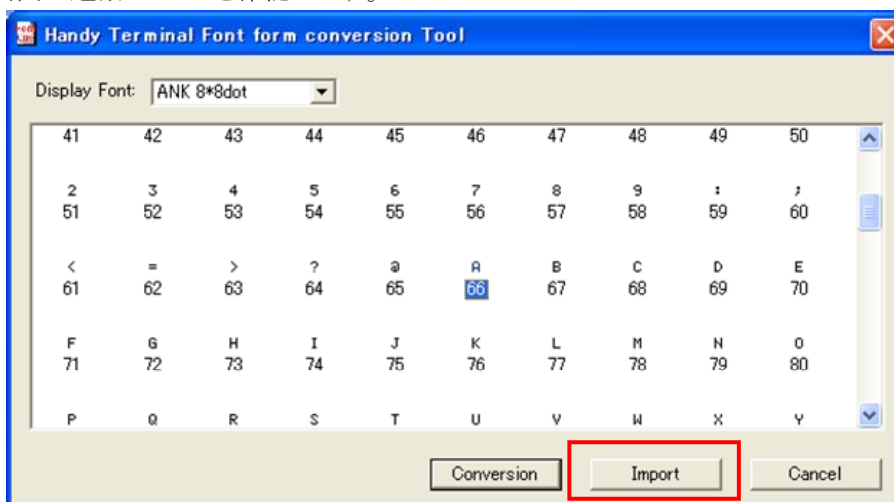 Handy Terminal Font form conversion Tool
Display Font: ANK 8*8dot
41 42 43 44 45 46 47 48 49 50
2 3 4 5 6 7 8 9 : ;
51 52 53 54 55 56 57 58 59 60
< = > ? @ A B C D E
61 62 63 64 65 66 67 68 69 70
F G H I J K L M N O
71 72 73 74 75 76 77 78 79 80
P Q R S T U V W X Y
Conversion Import Cancel